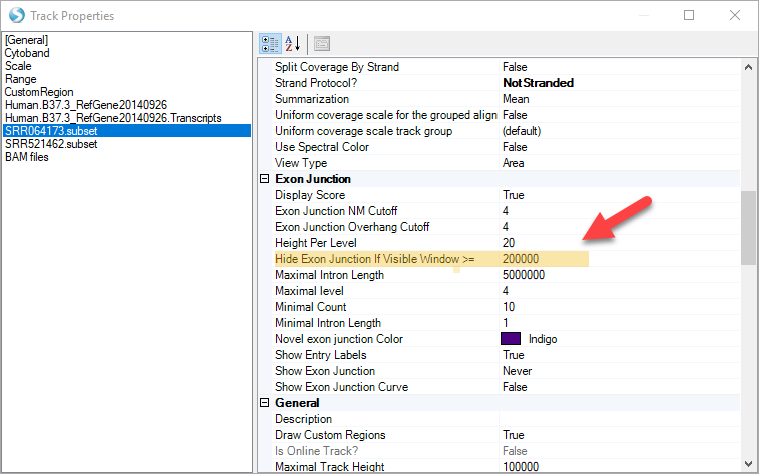 Track Properties
[General]
Cytoband
Scale
Range
CustomRegion
Human.B37.3_RefGene20140926
Human.B37.3_RefGene20140926.Transcripts
SRR064173.subset
SRR521462.subset
BAM files
Split Coverage By Strand False
Strand Protocol? NotStranded
Summarization Mean
Uniform coverage scale for the grouped alignn False
Uniform coverage scale track group (default)
Use Spectral Color False
View Type Area
Exon Junction
Display Score True
Exon Junction NM Cutoff 4
Exon Junction Overhang Cutoff 4
Height Per Level 20
Hide Exon Junction If Visible Window >= 200000
Maximal Intron Length 5000000
Maximal level 4
Minimal Count 10
Minimal Intron Length 1
Novel exon junction Color Indigo
Show Entry Labels True
Show Exon Junction Never
Show Exon Junction Curve False
General
Description
Draw Custom Regions True
Is Online Track? False
Maximal Track Height 100000